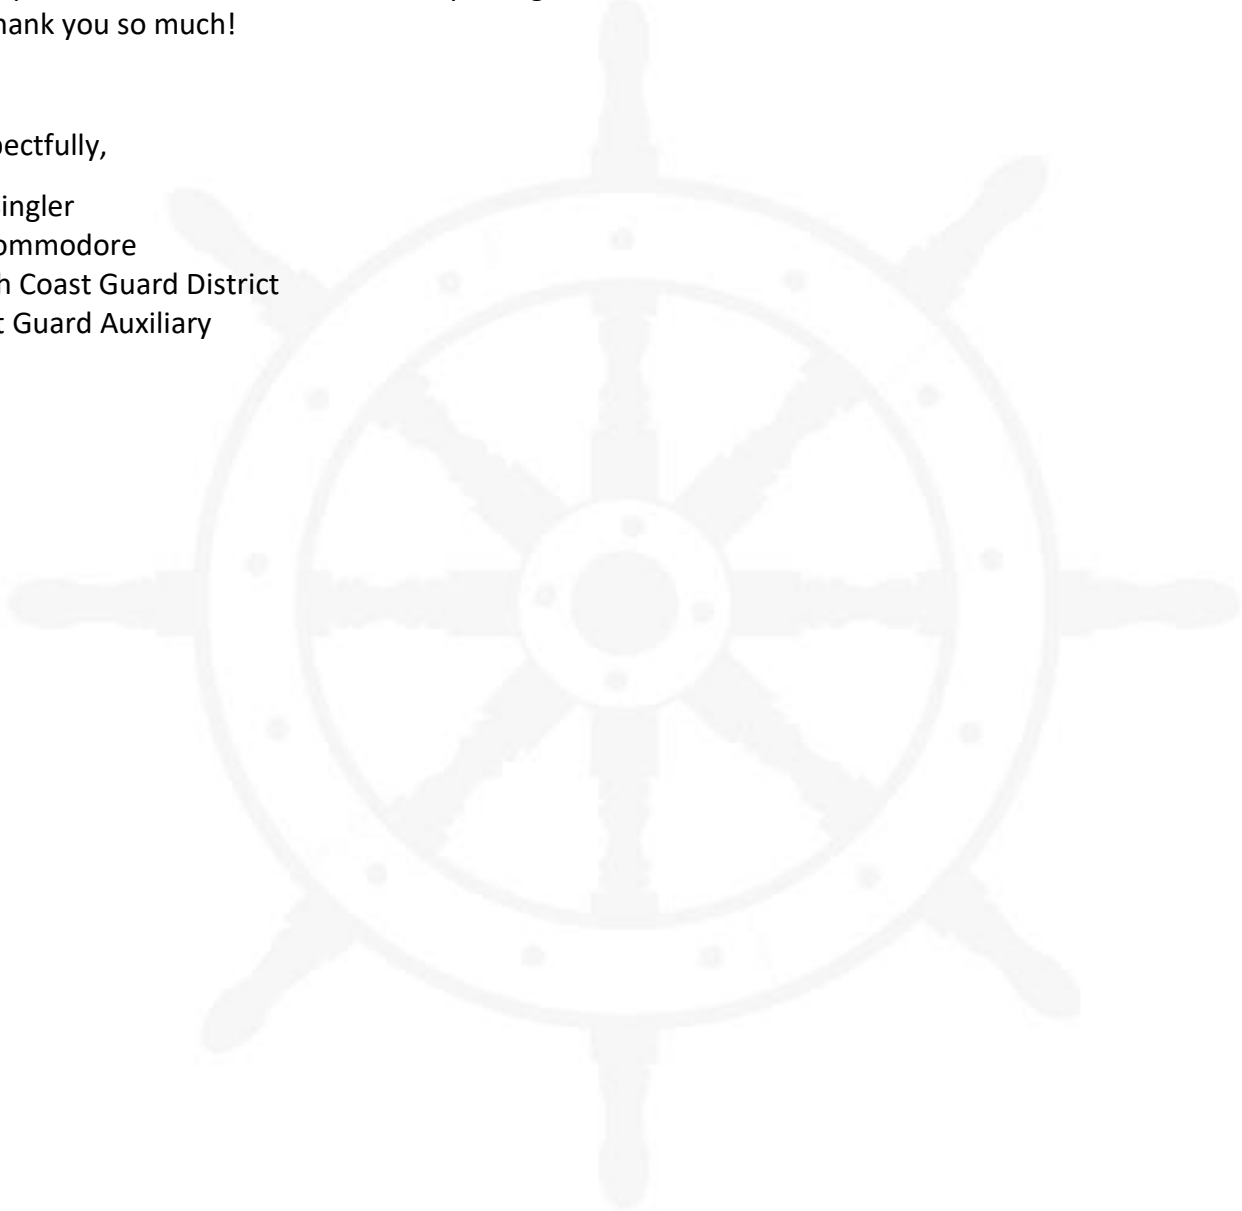 hank you so much!
pectfully,
ingler
ommodore
h Coast Guard District
t Guard Auxiliary